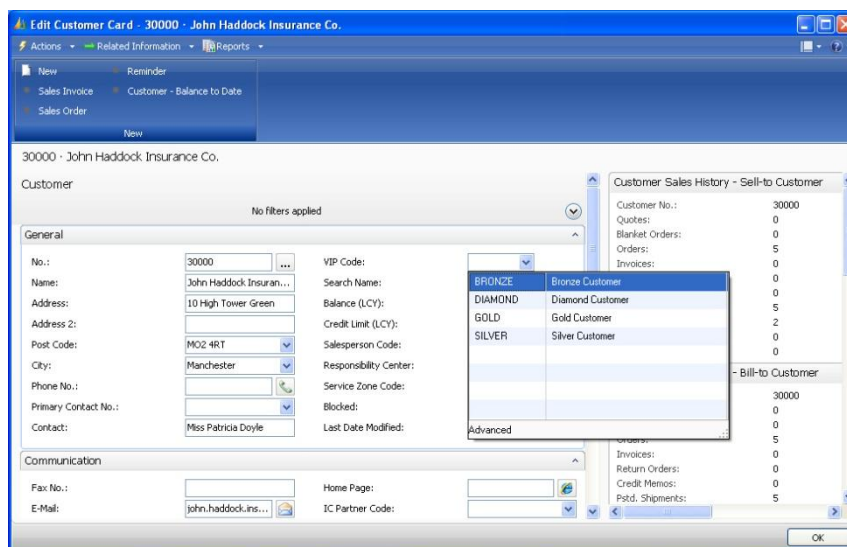 Edit Customer Card - 30000 · John Haddock Insurance Co.
Actions Related Information Reports
New Reminder
Sales Invoice Customer - Balance to Date
Sales Order
New
30000 · John Haddock Insurance Co.
Customer
No filters applied
General
No.: 30000 ... VIP Code:
Name: John Haddock Insuran... Search Name:
Address: 10 High Tower Green Balance (LCY):
Address 2: Credit Limit (LCY):
Post Code: MO2 4RT Salesperson Code:
City: Manchester Responsibility Center:
Phone No.: Service Zone Code:
Primary Contact No.: Blocked:
Contact: Miss Patricia Doyle Last Date Modified:
BRONZE Bronze Customer
DIAMOND Diamond Customer
GOLD Gold Customer
SILVER Silver Customer
Advanced
Communication
Fax No.: Home Page:
E-Mail: john.haddock.ins... IC Partner Code:
Customer Sales History - Sell-to Customer
Customer No.: 30000
Quotes: 0
Blanket Orders: 0
Orders: 5
Invoices: 0
0
0
5
2
0
0
- Bill-to Customer
30000
0
0
Orders: 5
Invoices: 0
Return Orders: 0
Credit Memos: 0
Pstd. Shipments: 5
OK